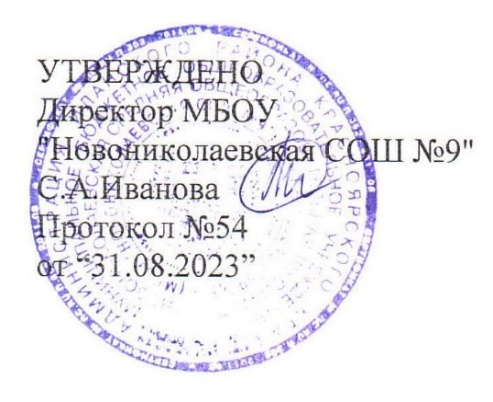 УТВЕРЖДЕНО
Директор МБОУ
"Новониколаевская СОШ №9"
С.А.Иванова
Протокол №54
от “31.08.2023”